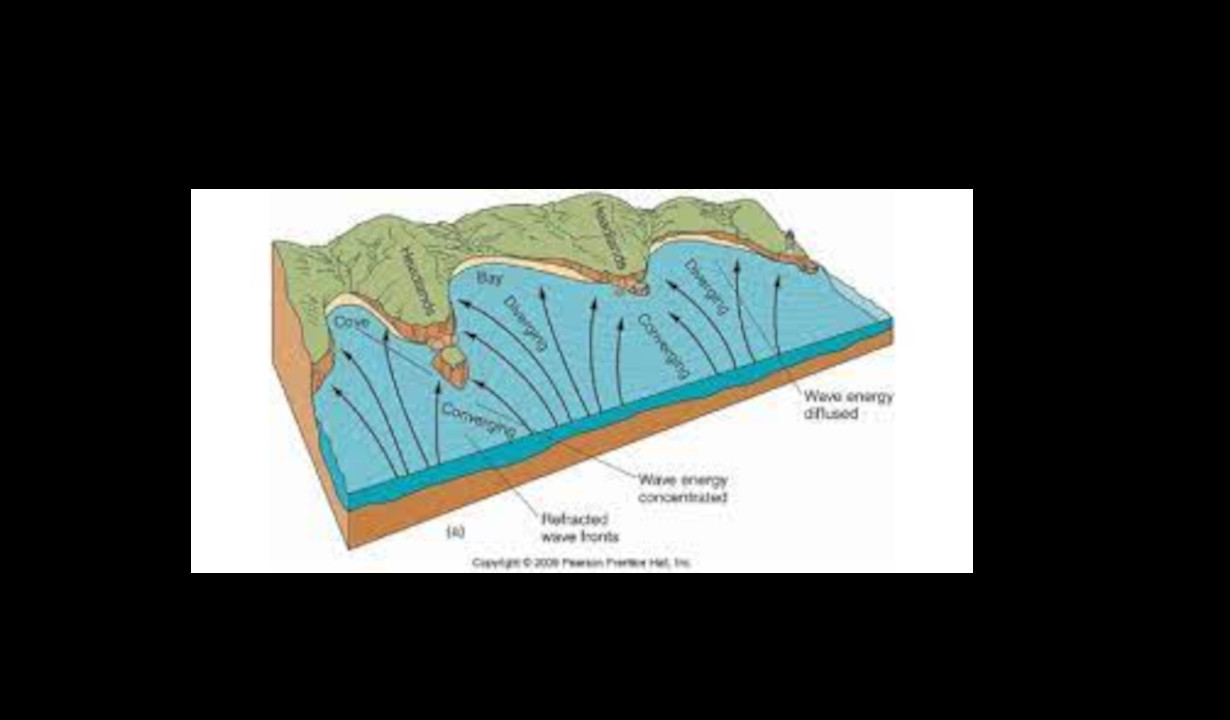 Headlands
Headlands
Bay
Cove
Diverging
Diverging
Converging
Converging
Wave energy
diffused
Wave energy
concentrated
Refracted
wave fronts
(a)
Copyright © 2009 Pearson Prentice Hall, Inc.